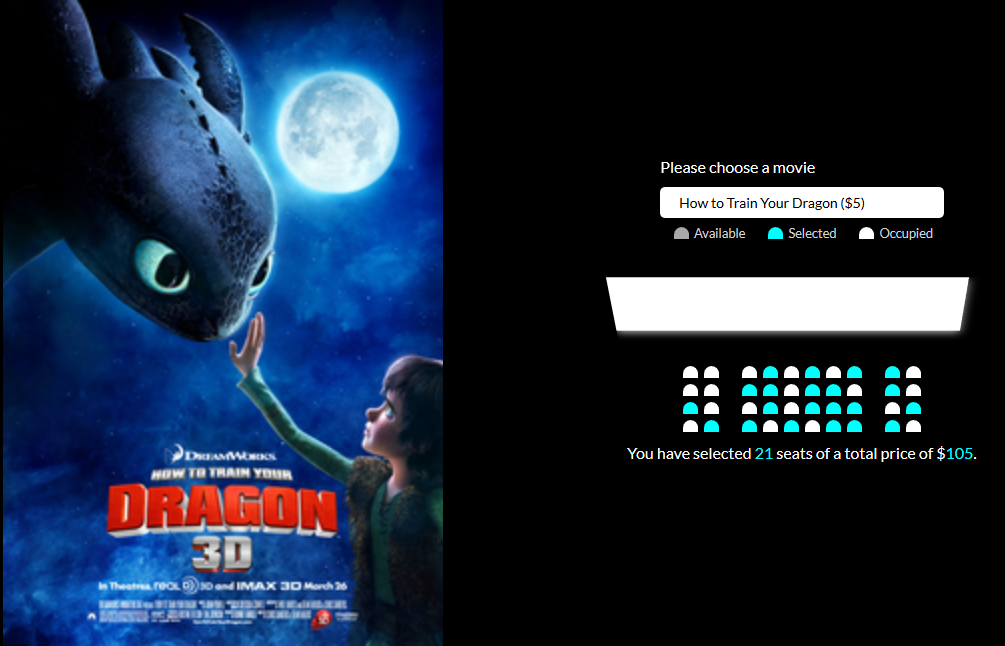 DREAMWORKS
HOW TO TRAIN YOUR
DRAGON
3D
In Theatres, REAL D 3D and IMAX 3D March 26
Please choose a movie
How to Train Your Dragon ($5)
Available Selected Occupied
You have selected 21 seats of a total price of $105.